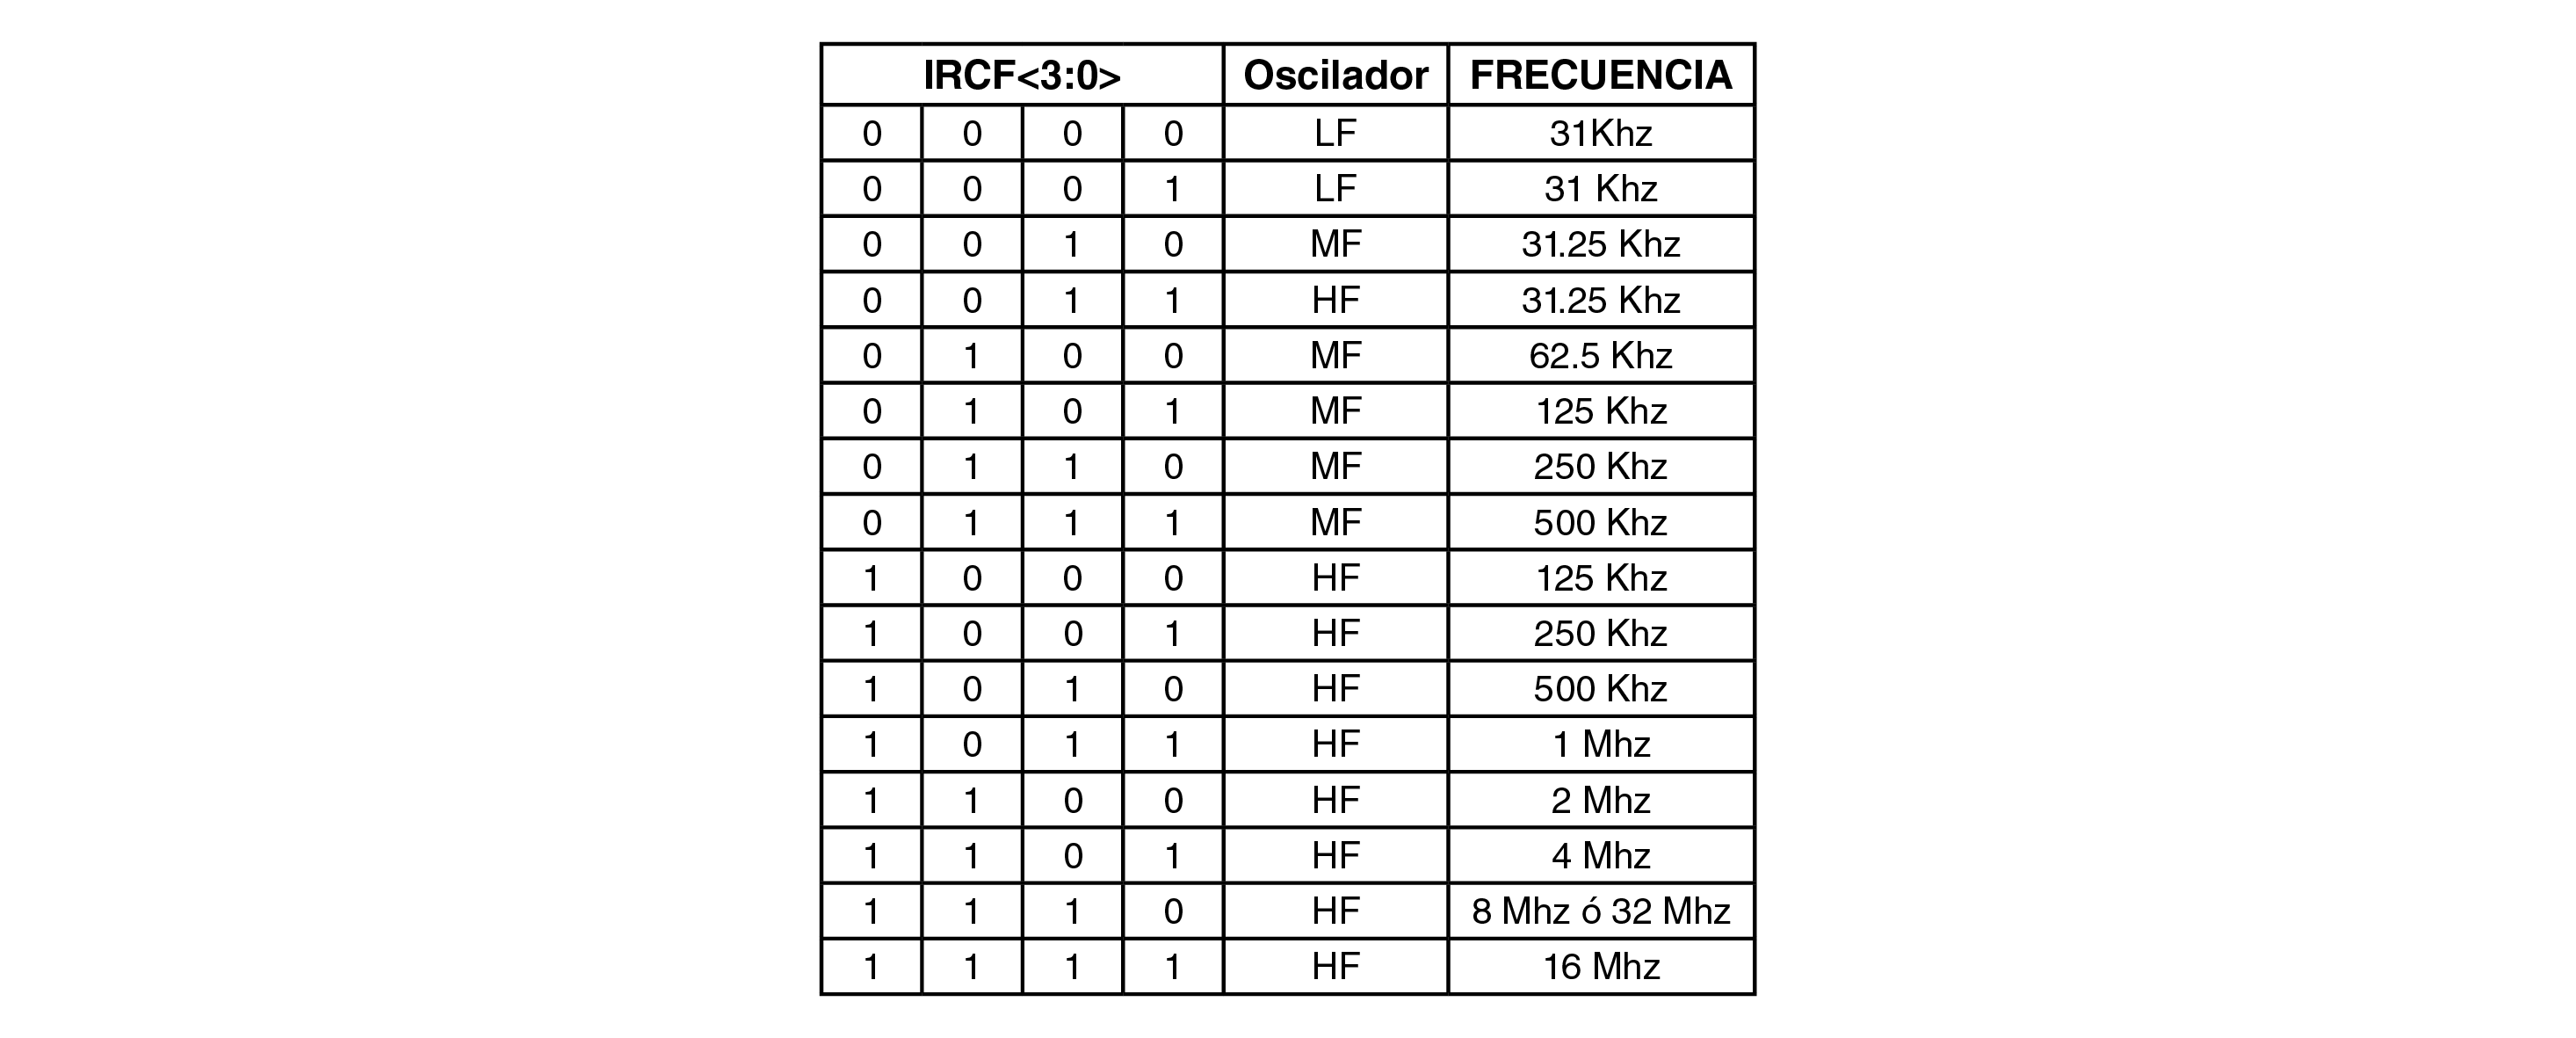 IRCF<3:0> Oscilador FRECUENCIA
0 0 0 0 LF 31Khz
0 0 0 1 LF 31 Khz
0 0 1 0 MF 31.25 Khz
0 0 1 1 HF 31.25 Khz
0 1 0 0 MF 62.5 Khz
0 1 0 1 MF 125 Khz
0 1 1 0 MF 250 Khz
0 1 1 1 MF 500 Khz
1 0 0 0 HF 125 Khz
1 0 0 1 HF 250 Khz
1 0 1 0 HF 500 Khz
1 0 1 1 HF 1 Mhz
1 1 0 0 HF 2 Mhz
1 1 0 1 HF 4 Mhz
1 1 1 0 HF 8 Mhz ó 32 Mhz
1 1 1 1 HF 16 Mhz